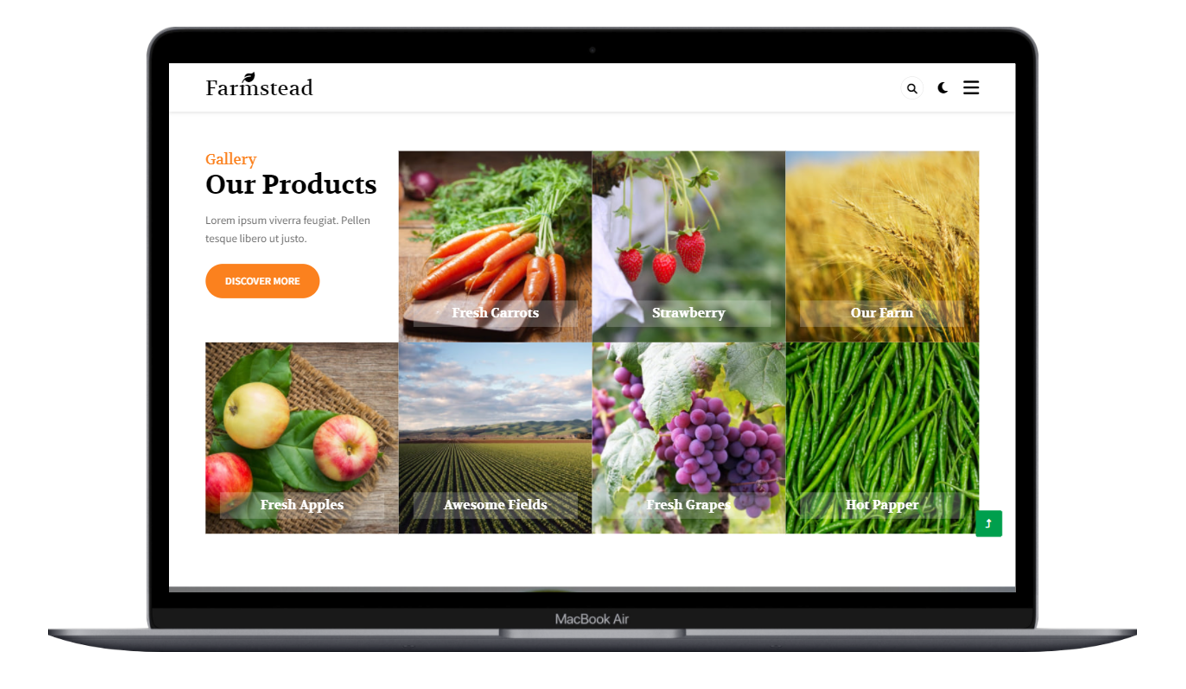 Farmstead
Gallery
Our Products
Lorem ipsum viverra feugiat. Pellen
tesque libero ut justo.
DISCOVER MORE
Fresh Carrots
Strawberry
Our Farm
Fresh Apples
Awesome Fields
Fresh Grapes
Hot Papper
MacBook Air